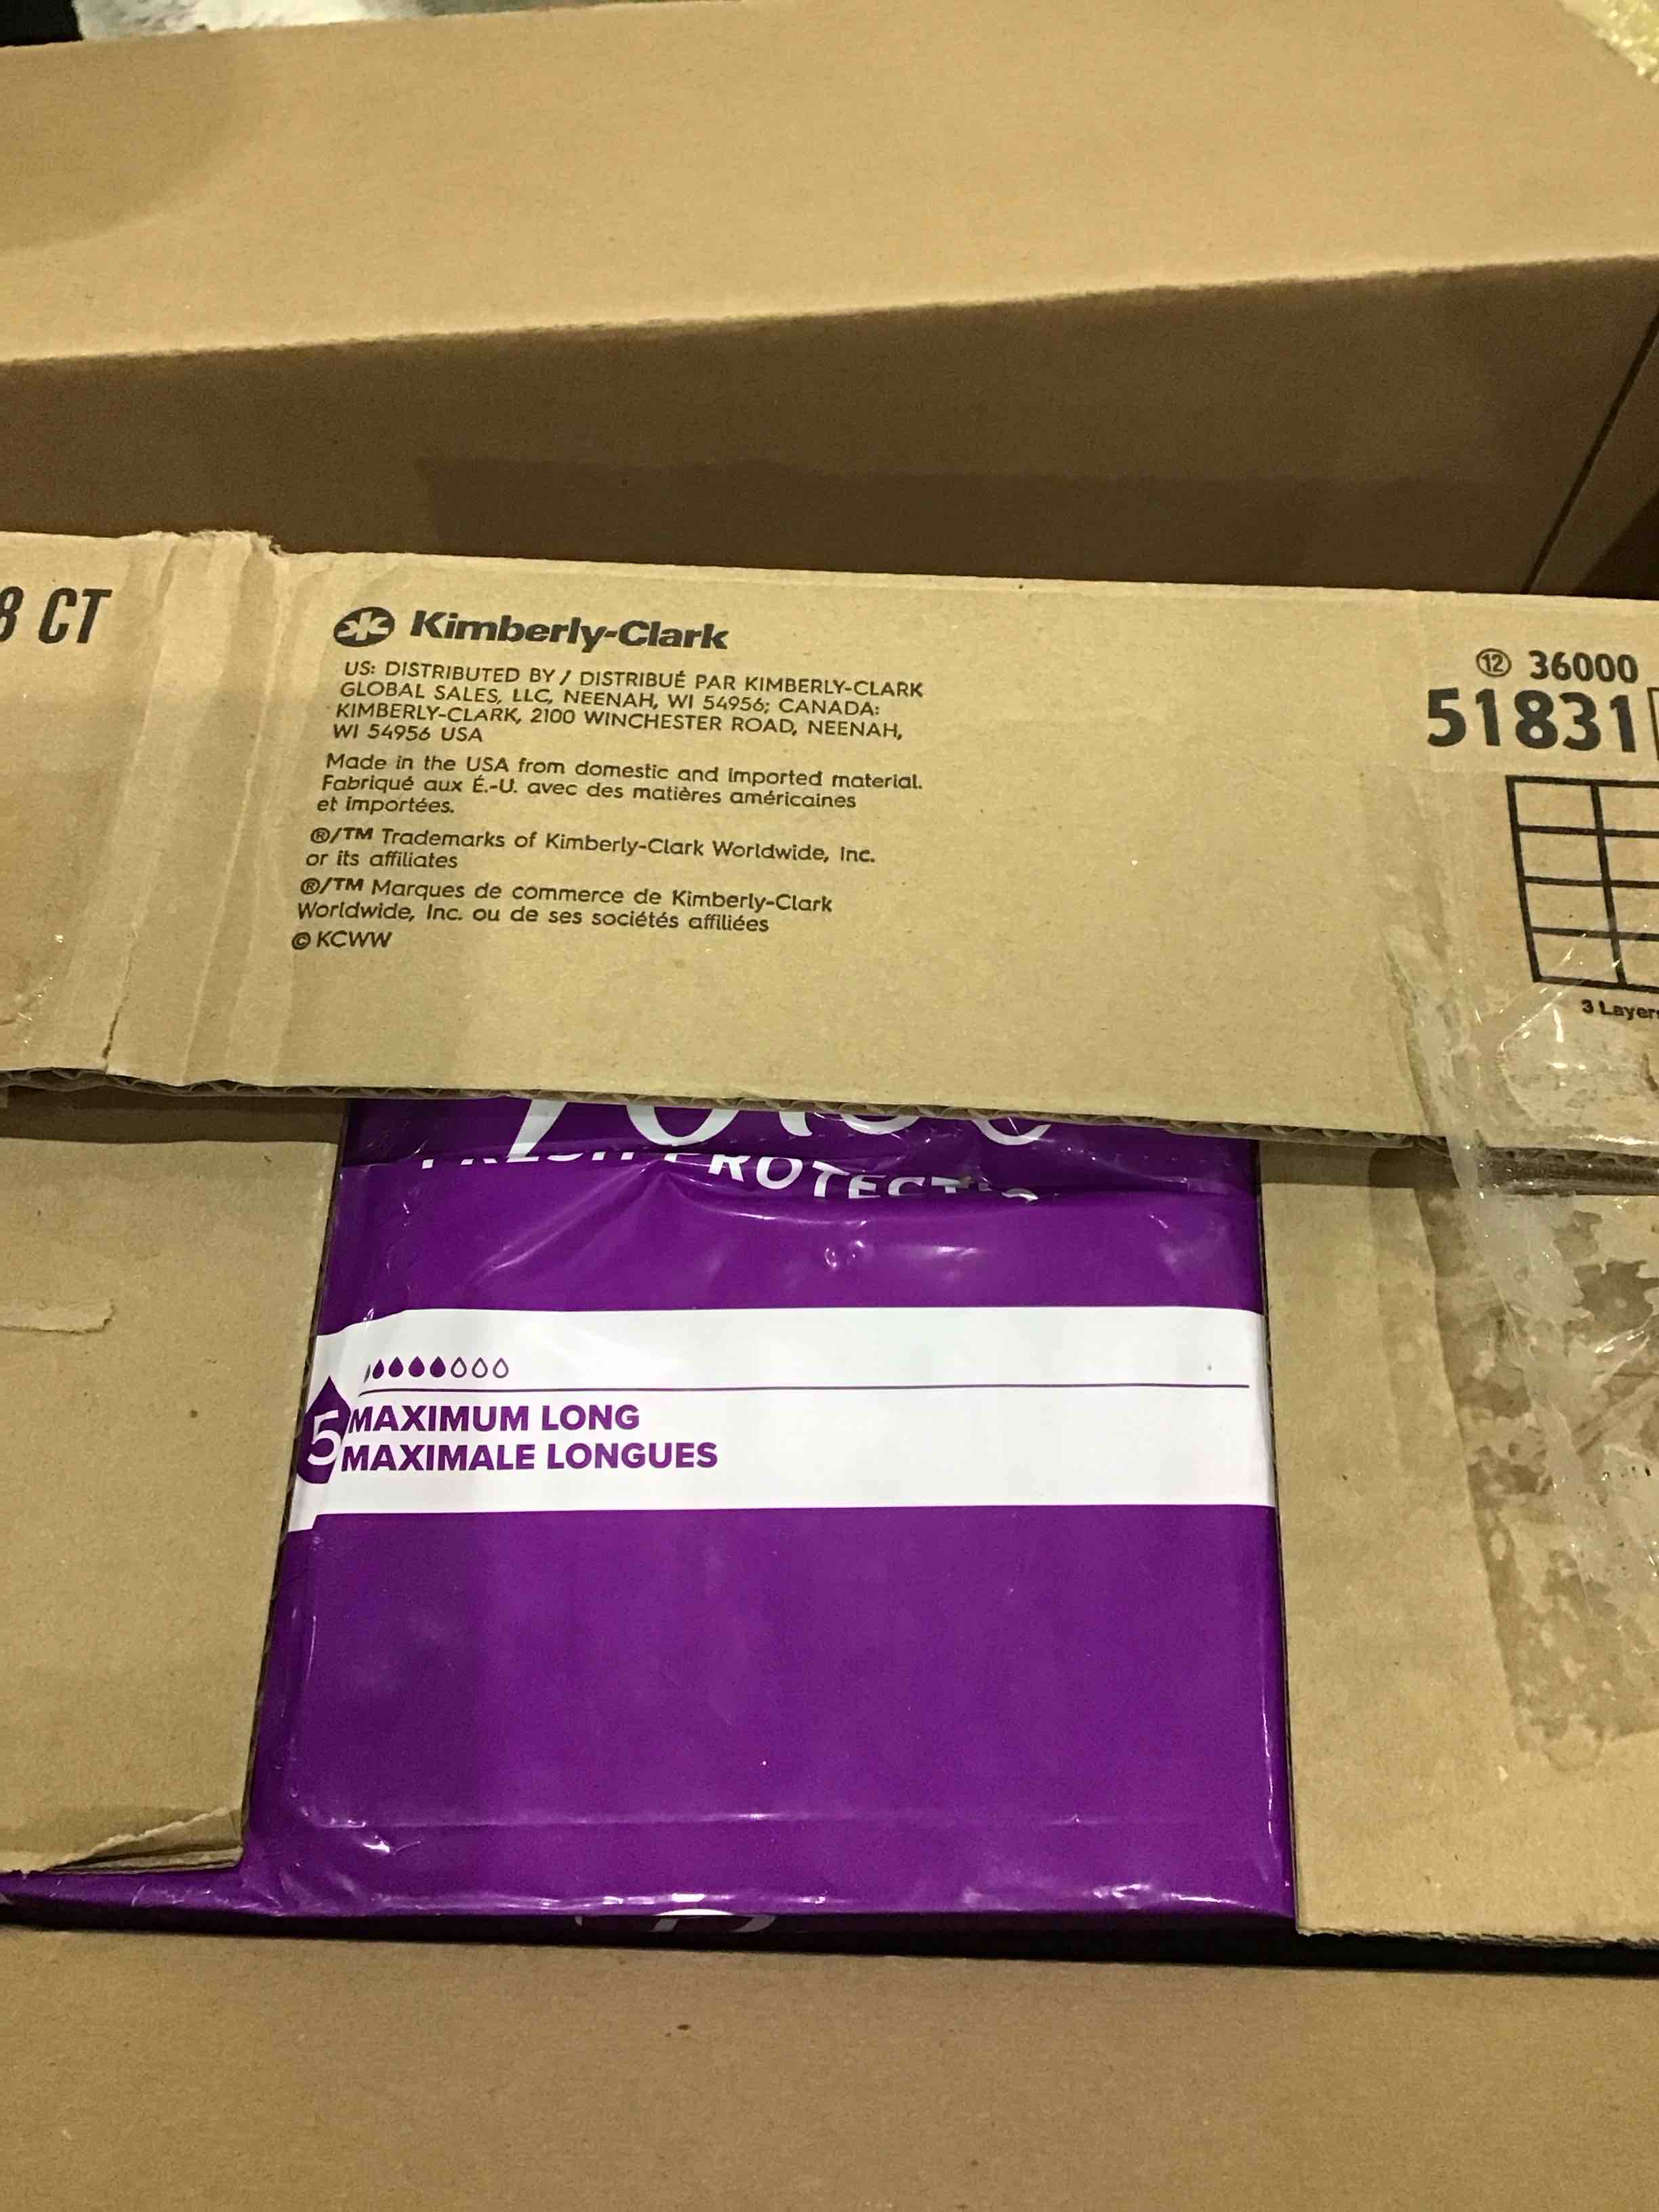 CT
Kimberly-Clark
US: DISTRIBUTED BY / DISTRIBUÉ PAR KIMBERLY-CLARK
GLOBAL SALES, LLC, NEENAH, WI 54956; CANADA:
KIMBERLY-CLARK, 2100 WINCHESTER ROAD, NEENAH,
WI 54956 USA
Made in the USA from domestic and imported material.
Fabriqué aux É.-U. avec des matières américaines
et importées.
®/™ Trademarks of Kimberly-Clark Worldwide, Inc.
or its affiliates
®/™ Marques de commerce de Kimberly-Clark
Worldwide, Inc. ou de ses sociétés affiliées
© KCWW
⑫ 36000
51831
3 Layers
FRESH PROTECTION
5
MAXIMUM LONG
MAXIMALE LONGUES